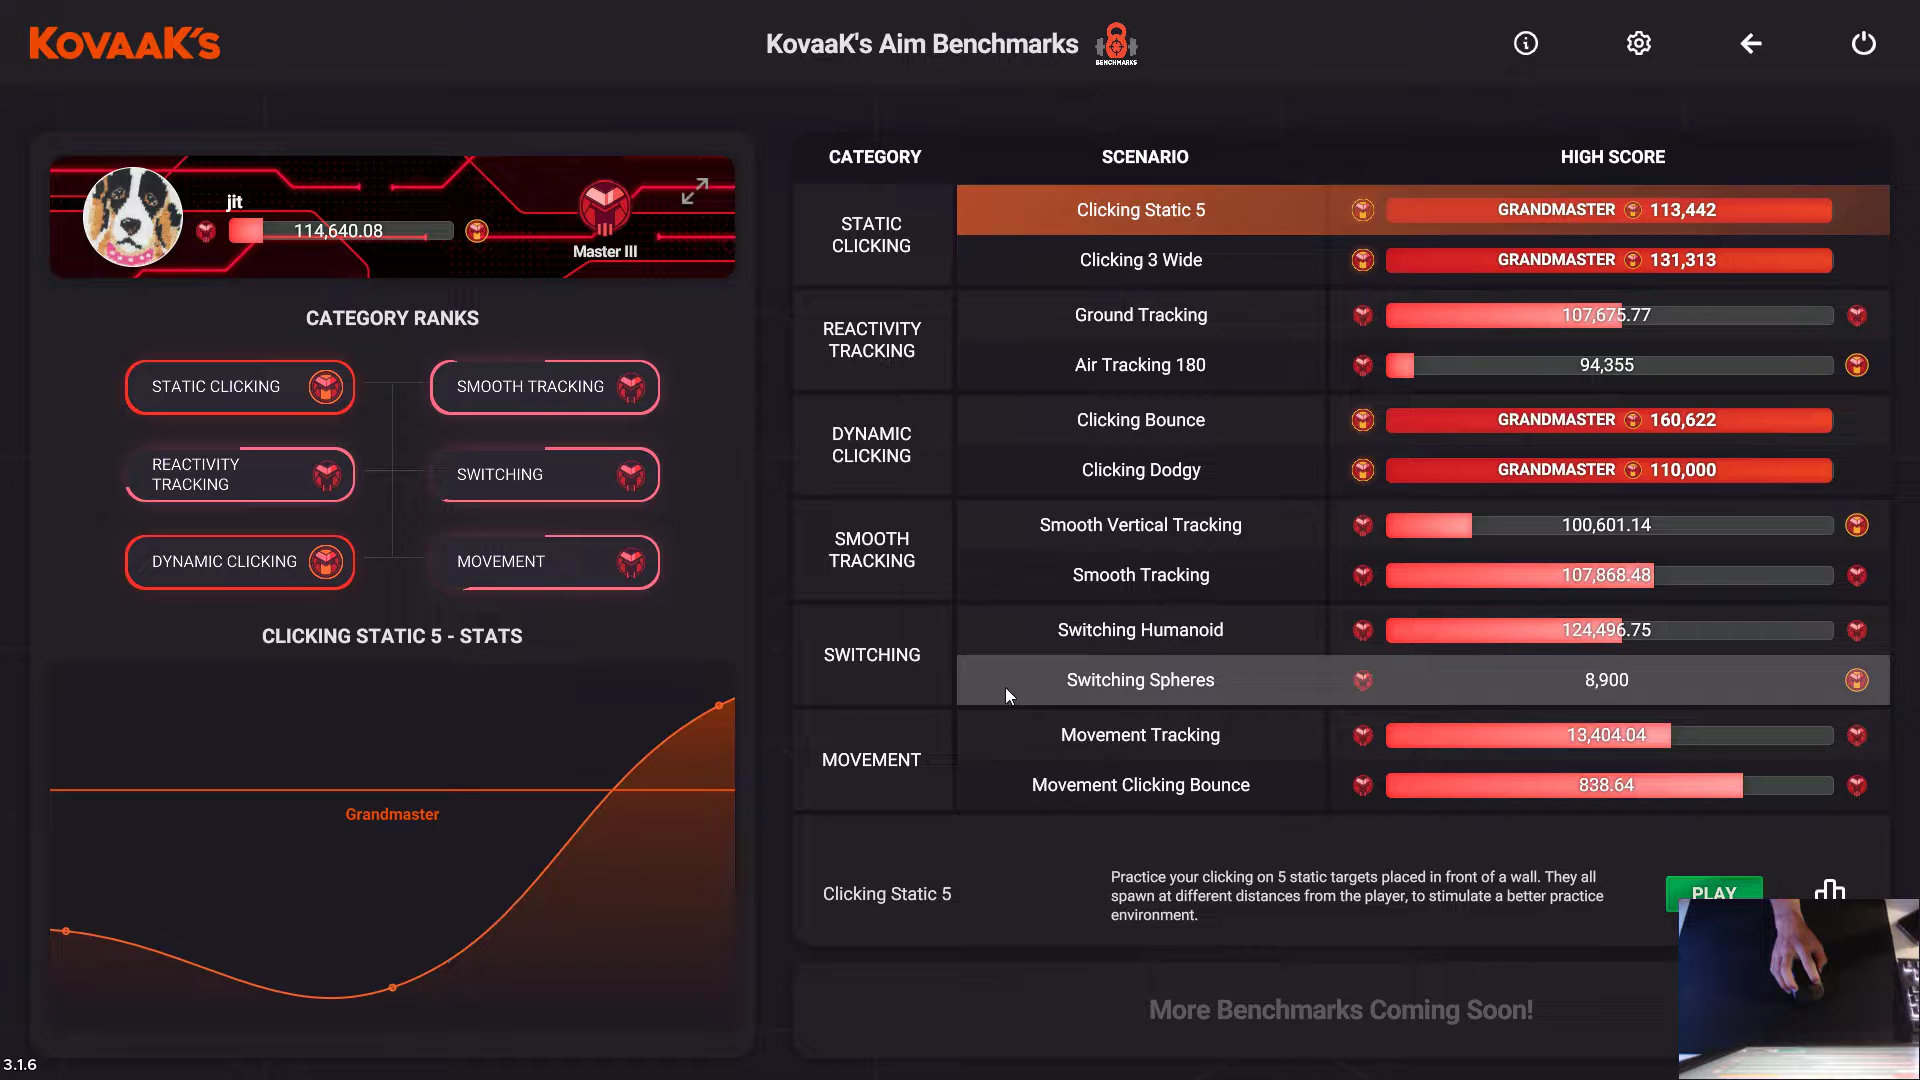 KOVAAK'S
KovaaK's Aim Benchmarks
BENCHMARKS
jit
114,640.08
Master III
CATEGORY RANKS
STATIC CLICKING
SMOOTH TRACKING
REACTIVITY
TRACKING
SWITCHING
DYNAMIC CLICKING
MOVEMENT
CLICKING STATIC 5 - STATS
Grandmaster
CATEGORY
SCENARIO
HIGH SCORE
STATIC
CLICKING
Clicking Static 5
GRANDMASTER 113,442
Clicking 3 Wide
GRANDMASTER 131,313
REACTIVITY
TRACKING
Ground Tracking
107,675.77
Air Tracking 180
94,355
DYNAMIC
CLICKING
Clicking Bounce
GRANDMASTER 160,622
Clicking Dodgy
GRANDMASTER 110,000
SMOOTH
TRACKING
Smooth Vertical Tracking
100,601.14
Smooth Tracking
107,868.48
SWITCHING
Switching Humanoid
124,496.75
Switching Spheres
8,900
MOVEMENT
Movement Tracking
13,404.04
Movement Clicking Bounce
838.64
Clicking Static 5
Practice your clicking on 5 static targets placed in front of a wall. They all
spawn at different distances from the player, to stimulate a better practice
environment.
PLAY
More Benchmarks Coming Soon!
3.1.6